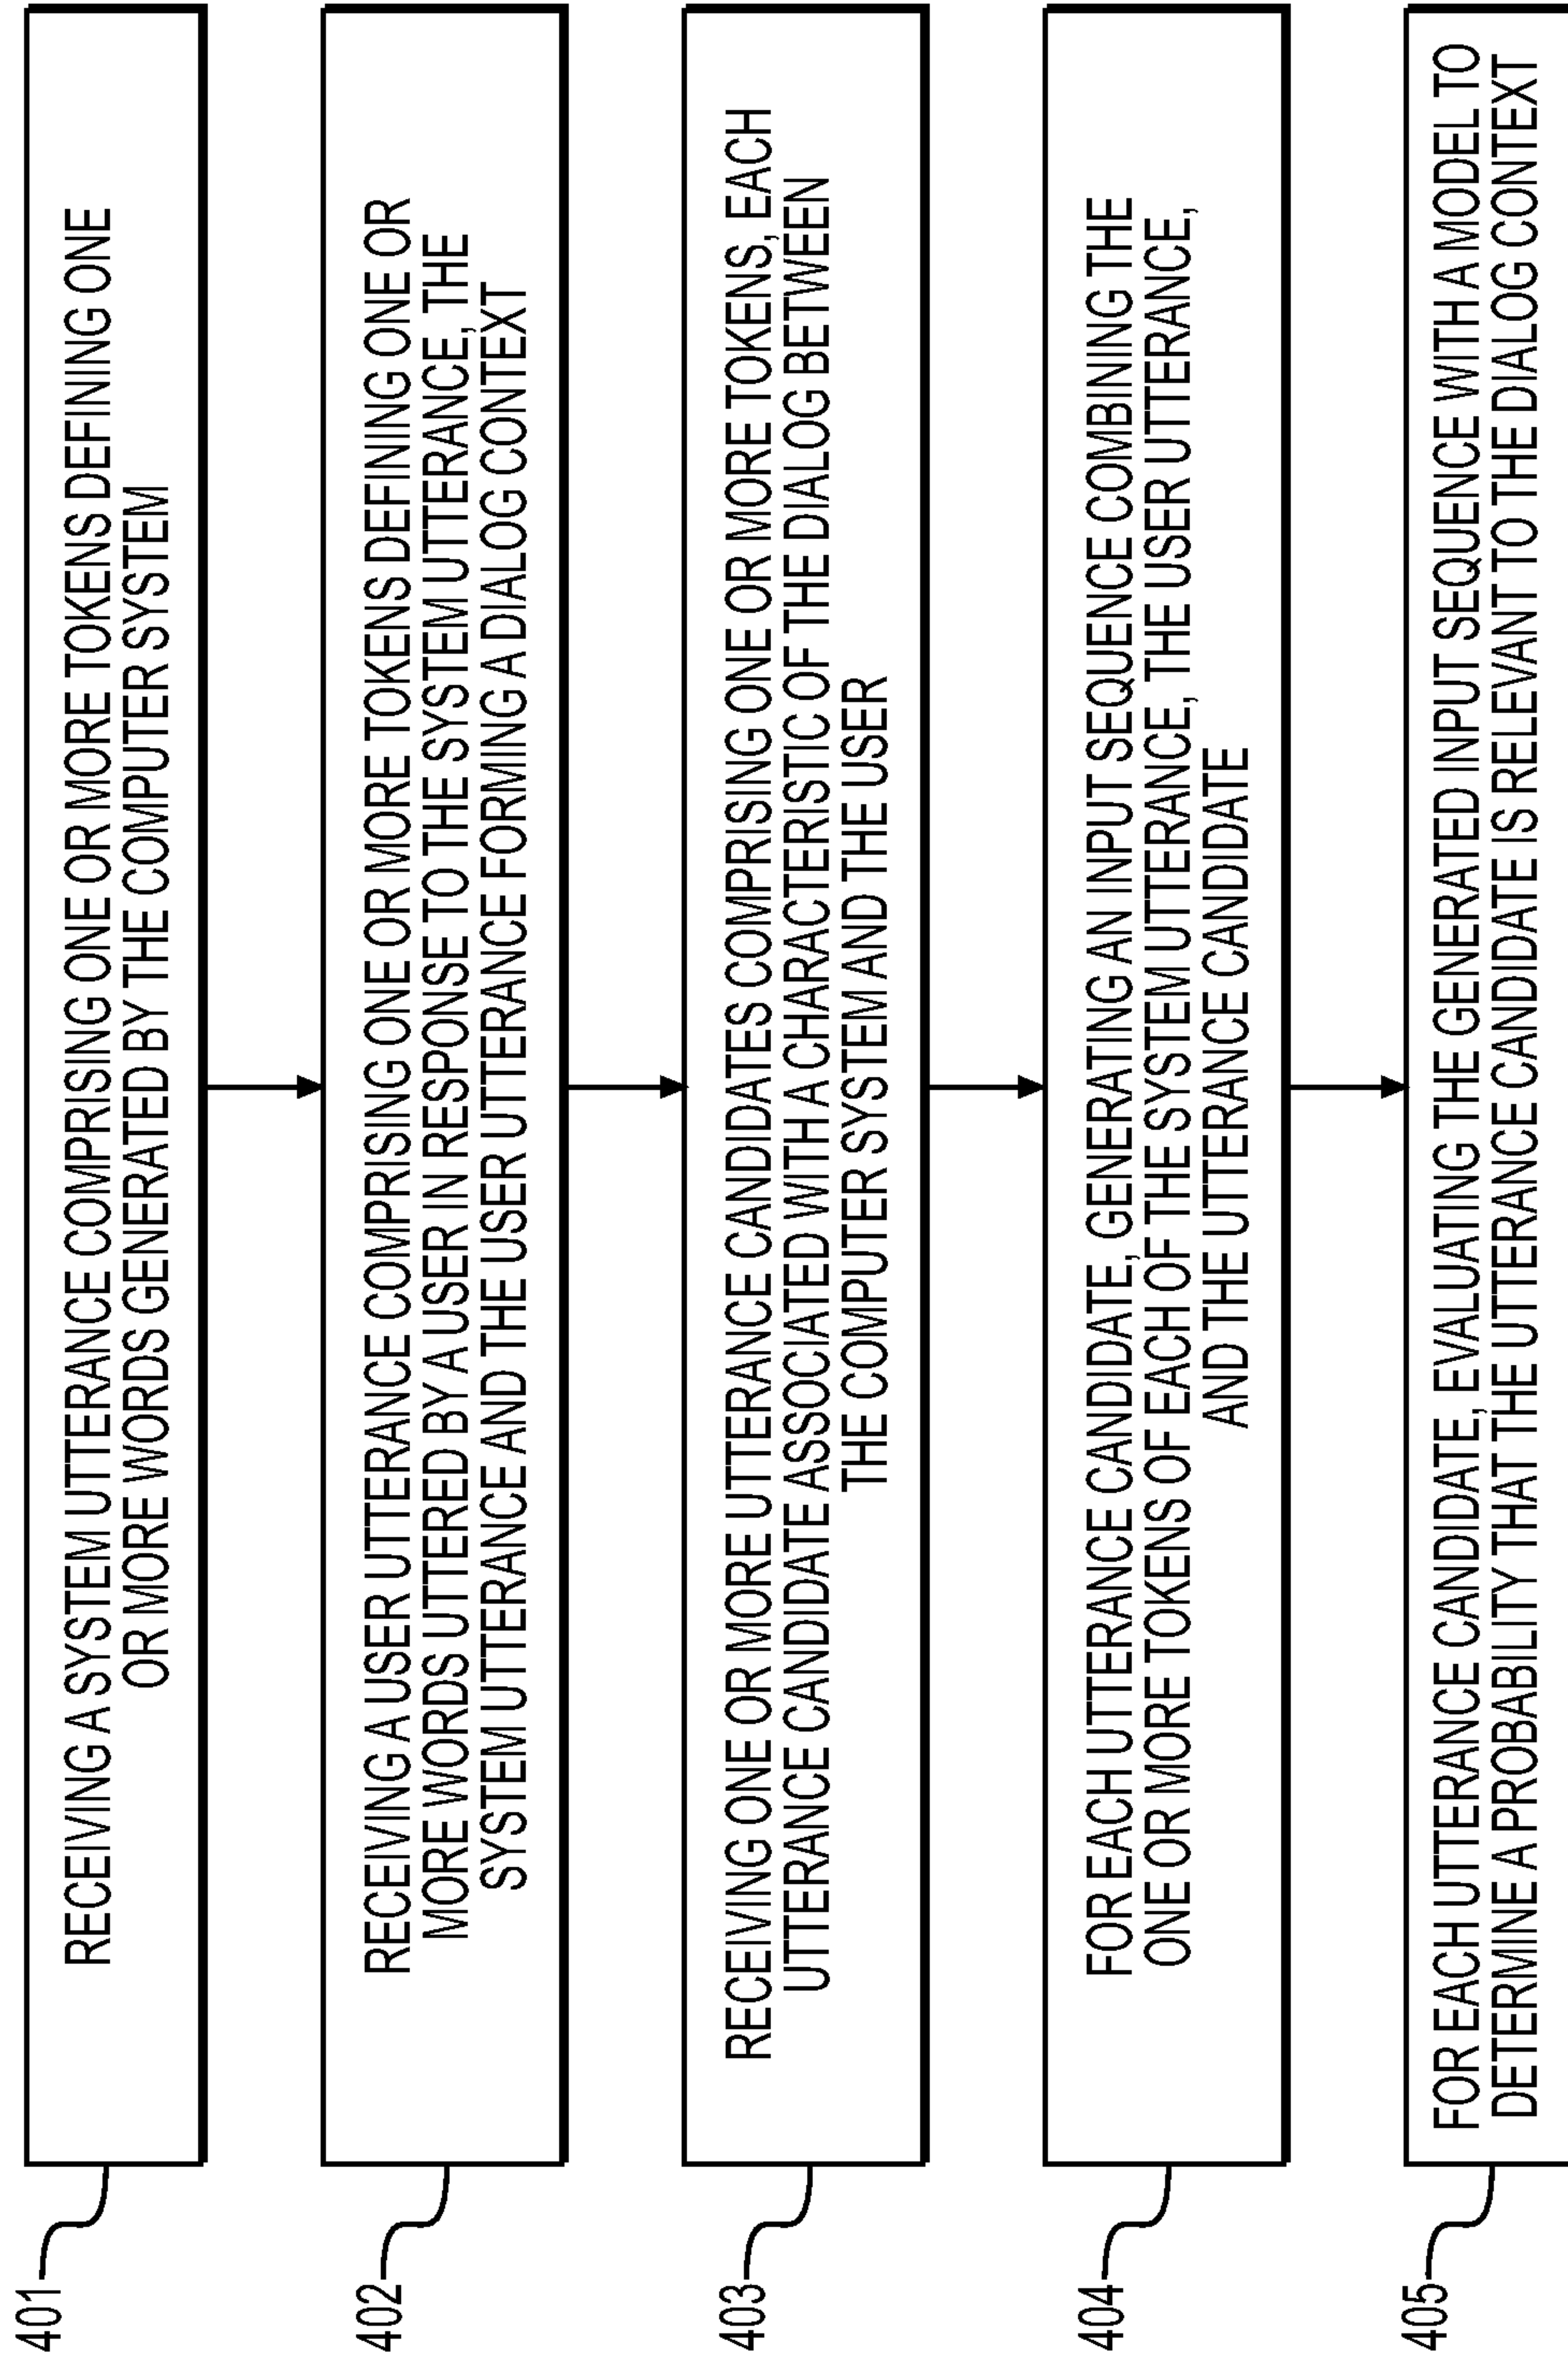 401
RECEIVING A SYSTEM UTTERANCE COMPRISING ONE OR MORE TOKENS DEFINING ONE
OR MORE WORDS GENERATED BY THE COMPUTER SYSTEM
402
RECEIVING A USER UTTERANCE COMPRISING ONE OR MORE TOKENS DEFINING ONE OR
MORE WORDS UTTERED BY A USER IN RESPONSE TO THE SYSTEM UTTERANCE, THE
SYSTEM UTTERANCE AND THE USER UTTERANCE FORMING A DIALOG CONTEXT
403
RECEIVING ONE OR MORE UTTERANCE CANDIDATES COMPRISING ONE OR MORE TOKENS, EACH
UTTERANCE CANDIDATE ASSOCIATED WITH A CHARACTERISTIC OF THE DIALOG BETWEEN
THE COMPUTER SYSTEM AND THE USER
404
FOR EACH UTTERANCE CANDIDATE, GENERATING AN INPUT SEQUENCE COMBINING THE
ONE OR MORE TOKENS OF EACH OF THE SYSTEM UTTERANCE, THE USER UTTERANCE,
AND THE UTTERANCE CANDIDATE
405
FOR EACH UTTERANCE CANDIDATE, EVALUATING THE GENERATED INPUT SEQUENCE WITH A MODEL TO
DETERMINE A PROBABILITY THAT THE UTTERANCE CANDIDATE IS RELEVANT TO THE DIALOG CONTEXT